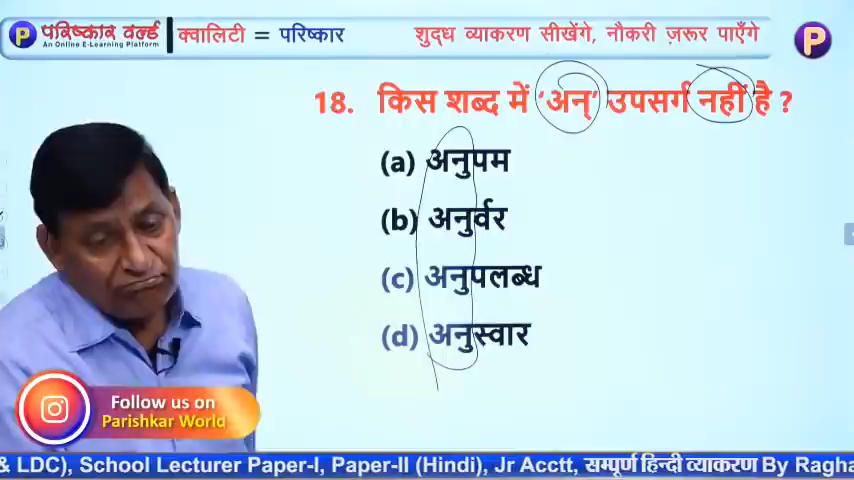 परिष्कार वर्ल्ड
An Online E-Learning Platform
क्वालिटी = परिष्कार
शुद्ध व्याकरण सीखेंगे, नौकरी ज़रूर पाएँगे
18. किस शब्द में ‘अन्’ उपसर्ग नहीं है ?
(a) अनुपम
(b) अनुर्वर
(c) अनुपलब्ध
(d) अनुस्वार
Follow us on
Parishkar World
& LDC), School Lecturer Paper-I, Paper-II (Hindi), Jr Acctt, सम्पूर्ण हिन्दी व्याकरण By Ragha